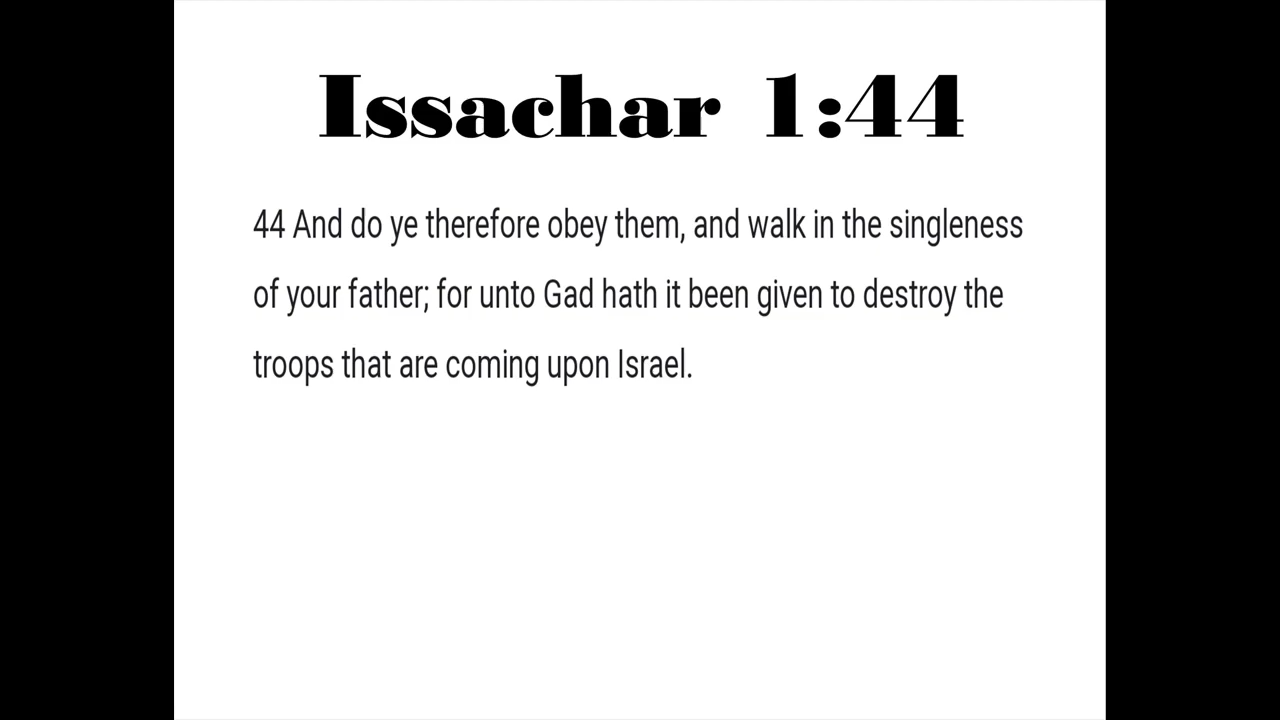 Issachar 1:44
44 And do ye therefore obey them, and walk in the singleness
of your father; for unto Gad hath it been given to destroy the
troops that are coming upon Israel.